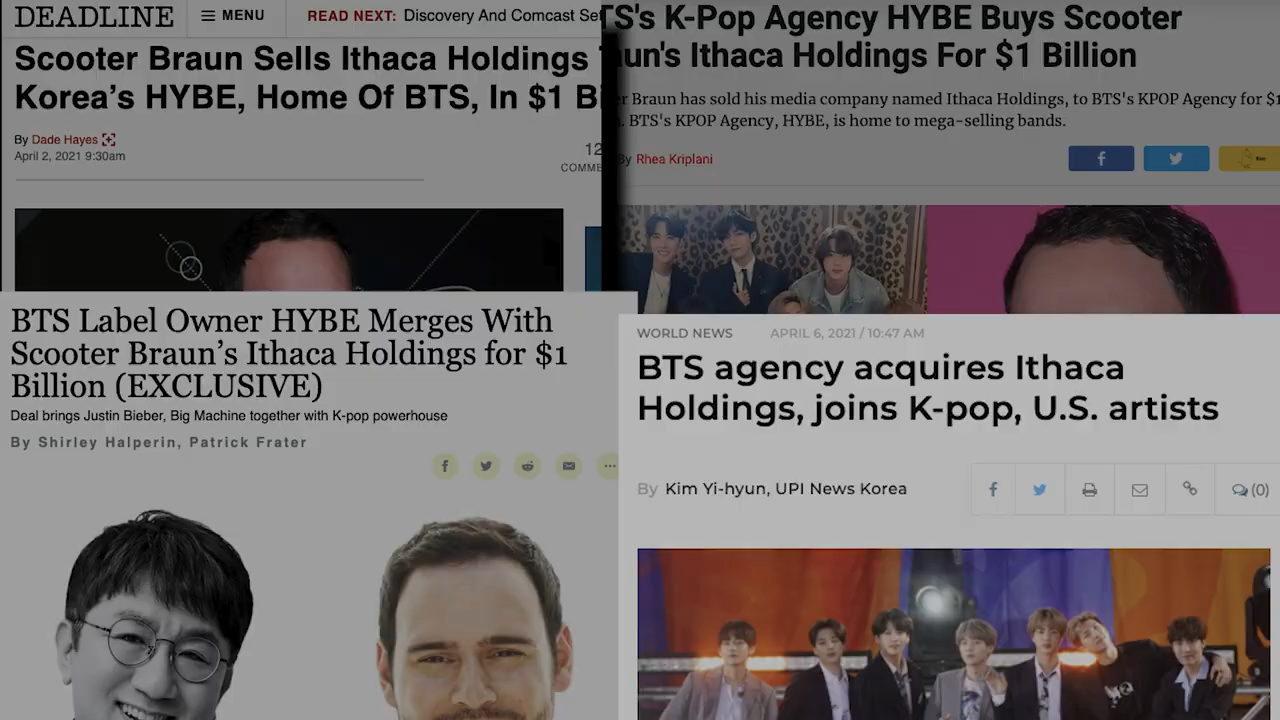 DEADLINE
MENU
READ NEXT: Discovery And Comcast
Scooter Braun Sells Ithaca Holdings
Korea's HYBE, Home Of BTS, In $1
By Dade Hayes
April 2, 2021 9:30am
12
COMME
TS's K-Pop Agency HYBE Buys Scooter
aun's Ithaca Holdings For $1 Billion
er Braun has sold his media company named Ithaca Holdings, to BTS's KPOP Agency for $1
. BTS's KPOP Agency, HYBE, is home to mega-selling bands.
By Rhea Kriplani
BTS Label Owner HYBE Merges With
Scooter Braun's Ithaca Holdings for $1
Billion (EXCLUSIVE)
Deal brings Justin Bieber, Big Machine together with K-pop powerhouse
By Shirley Halperin, Patrick Frater
WORLD NEWS APRIL 6, 2021 / 10:47 AM
BTS agency acquires Ithaca
Holdings, joins K-pop, U.S. artists
By Kim Yi-hyun, UPI News Korea
(0)